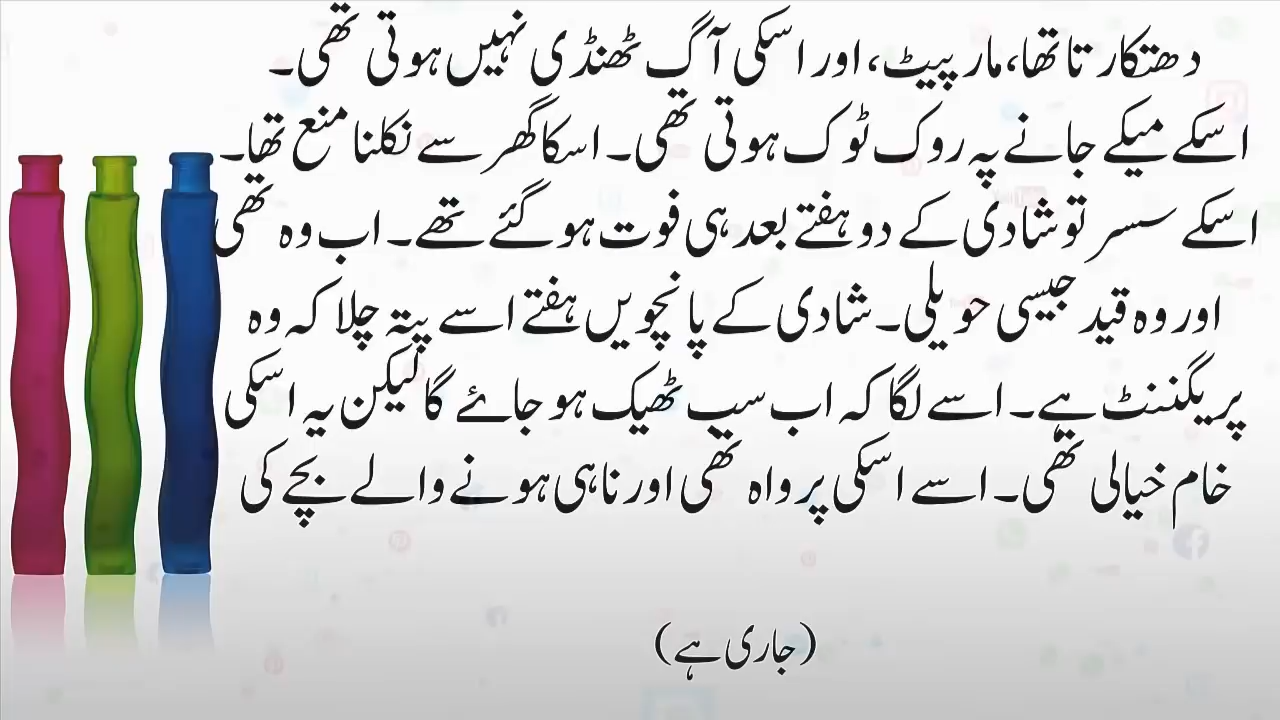 دھتکارتا تھا، مار پیٹ، اور اسکی آگ ٹھنڈی نہیں ہوتی تھی۔
اسکے میکے جانے پہ روک ٹوک ہوتی تھی۔ اسکا گھر سے نکلنا منع تھا۔
اسکے سسر تو شادی کے دو ہفتے بعد ہی فوت ہو گئے تھے۔ اب وہ تھی
اور وہ قید جیسی حویلی۔ شادی کے پانچویں ہفتے اسے پتہ چلا کہ وہ
پریگننٹ ہے۔ اسے لگا کہ اب سب ٹھیک ہو جائے گا لیکن یہ اسکی
خام خیالی تھی۔ اسے اسکی پرواہ تھی اور نا ہی ہونے والے بچے کی
(جاری ہے)